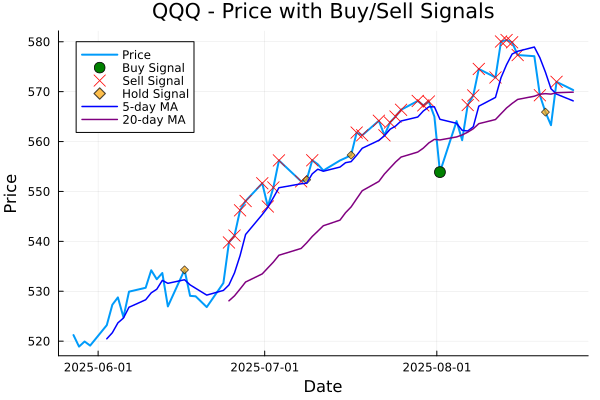 QQQ - Price with Buy/Sell Signals
Price
Buy Signal
Sell Signal
Hold Signal
5-day MA
20-day MA
580
570
560
550
540
530
520
Price
2025-06-01 2025-07-01 2025-08-01
Date